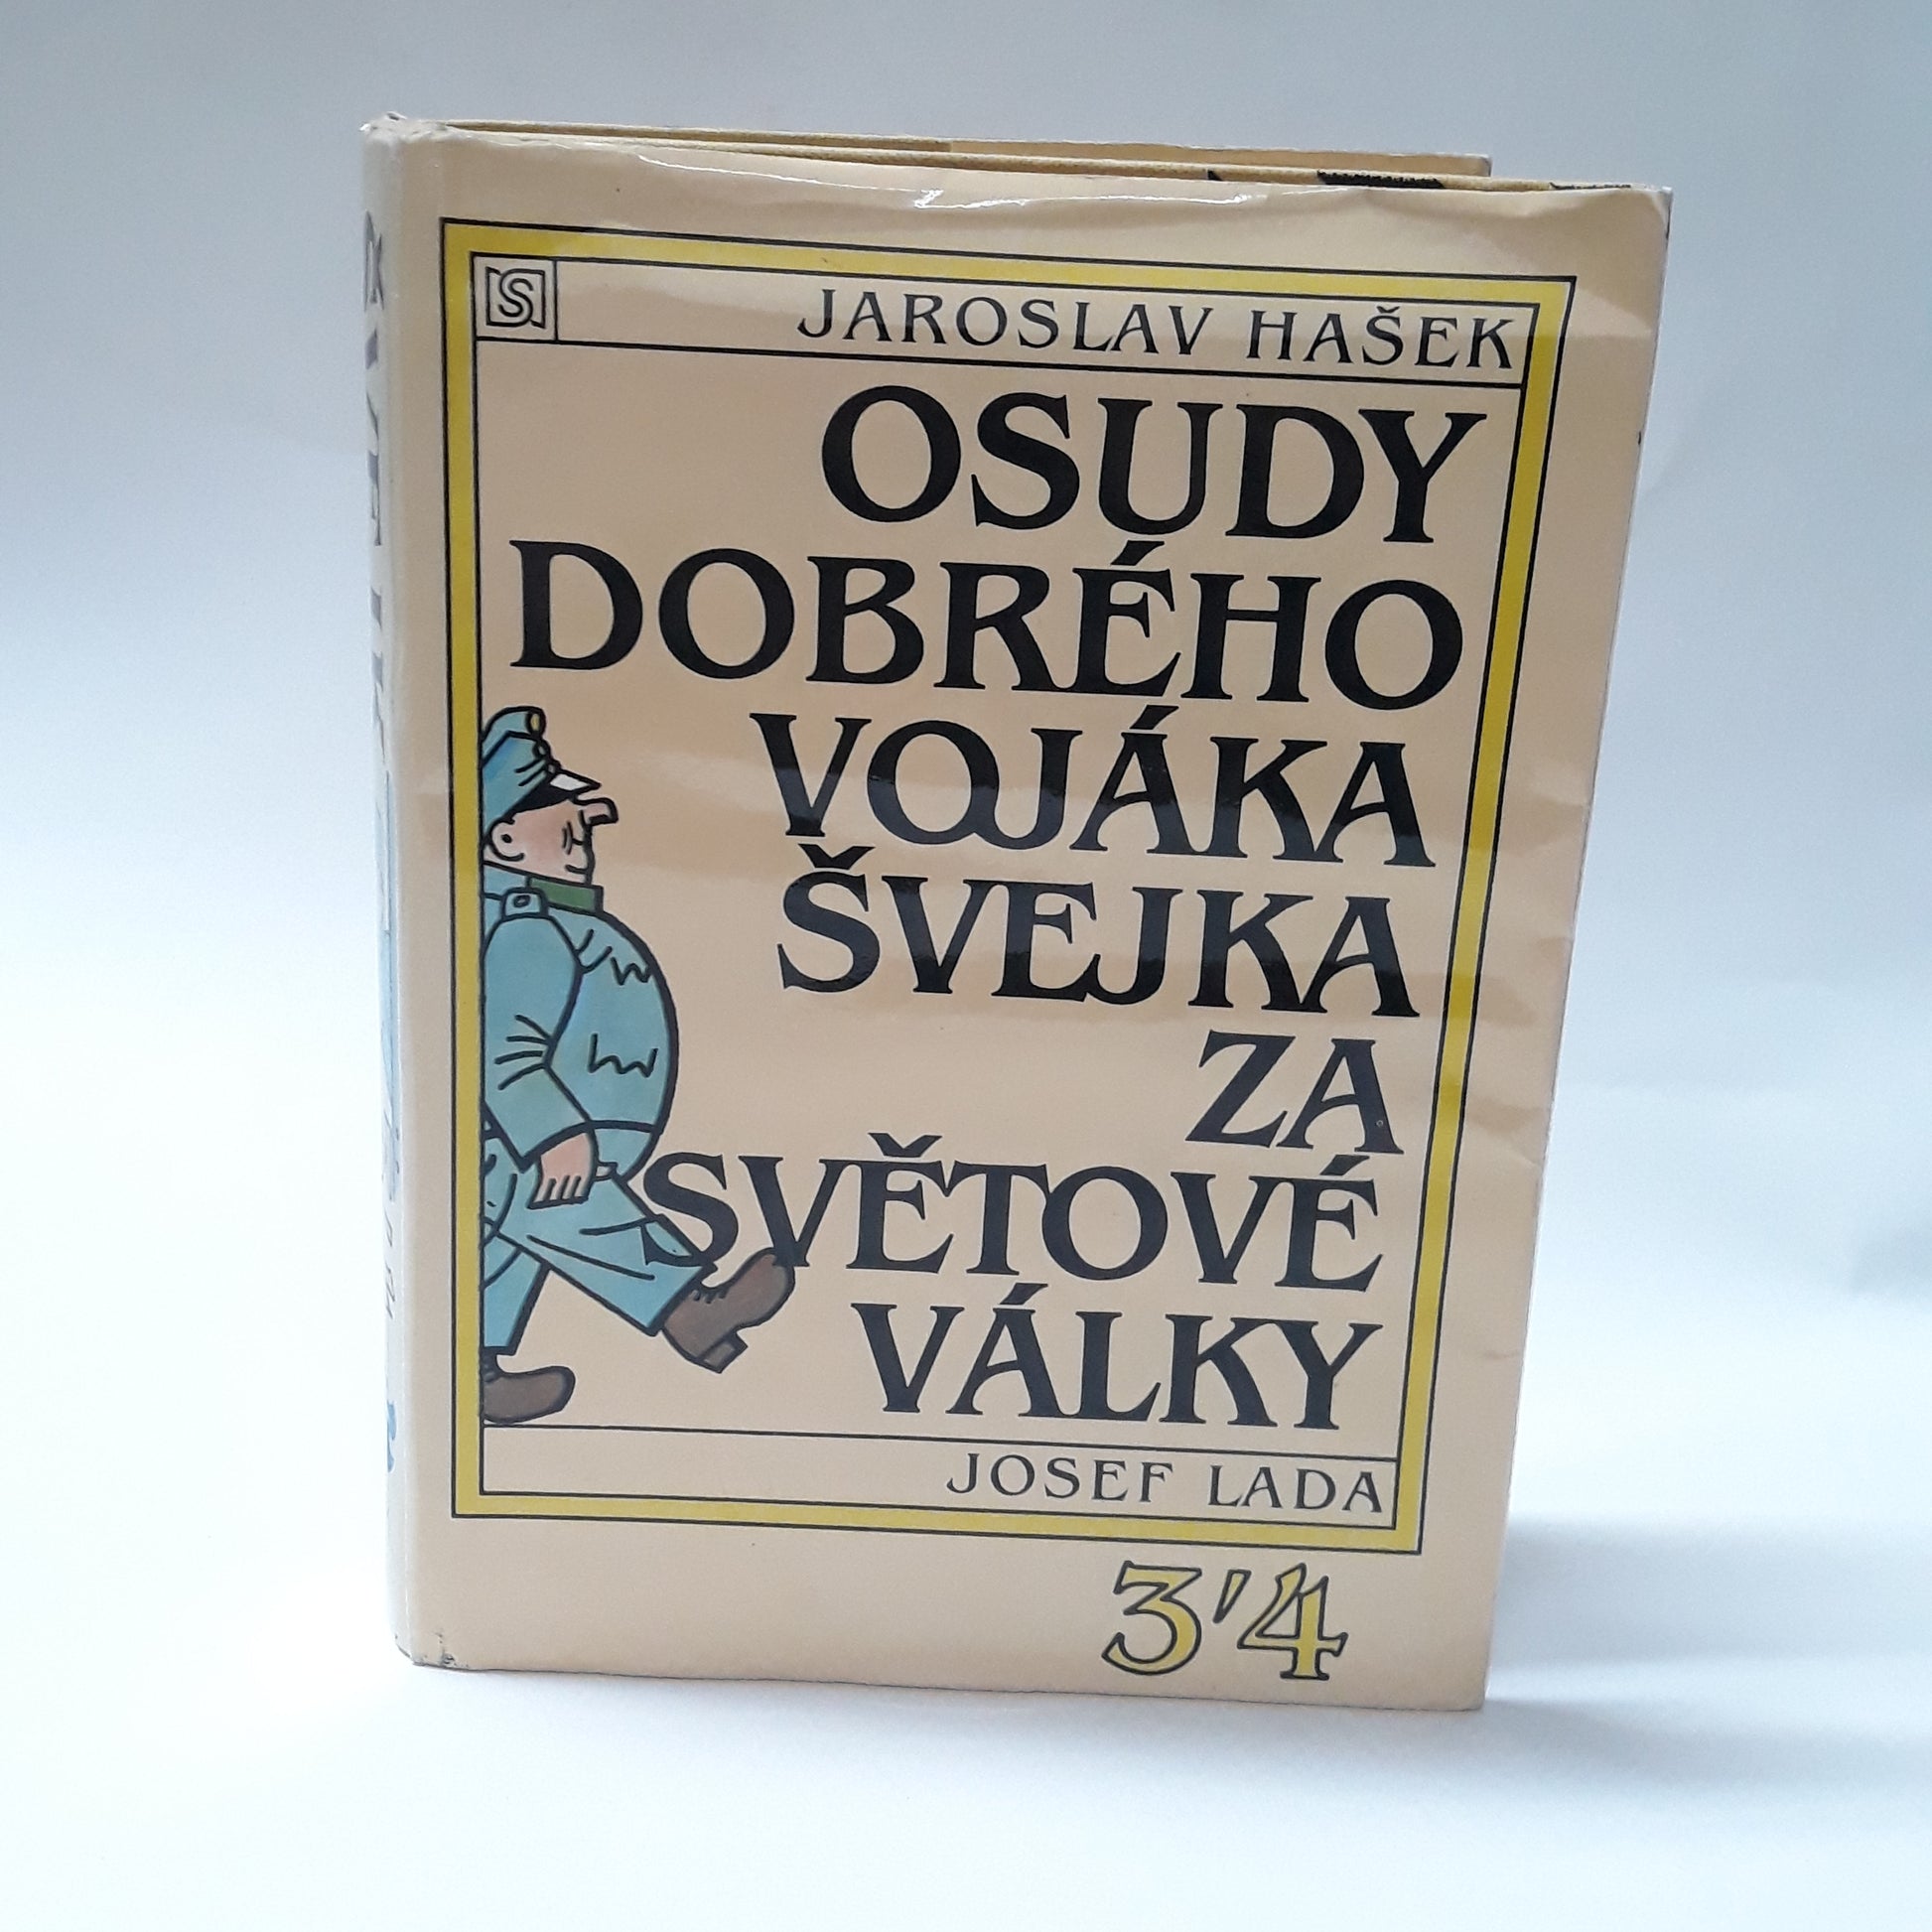 JAROSLAV HAŠEK
OSUDY
DOBRÉHO
VOJÁKA
ŠVEJKA
ZA
SVĚTOVÉ
VÁLKY
JOSEF LADA
3'4